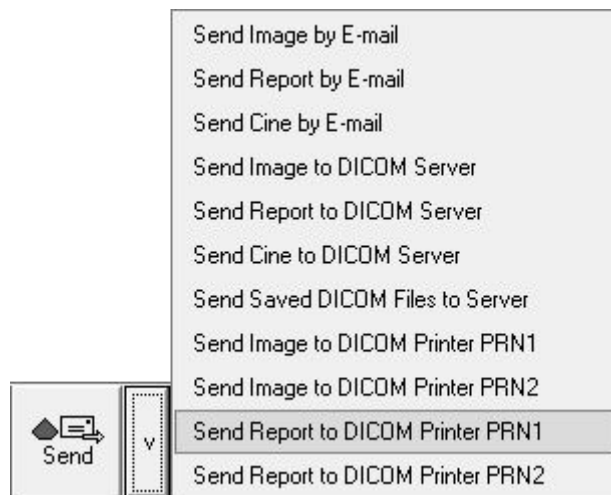 Send Image by E-mail
Send Report by E-mail
Send Cine by E-mail
Send Image to DICOM Server
Send Report to DICOM Server
Send Cine to DICOM Server
Send Saved DICOM Files to Server
Send Image to DICOM Printer PRN1
Send Image to DICOM Printer PRN2
Send Report to DICOM Printer PRN1
Send Report to DICOM Printer PRN2
Send
v